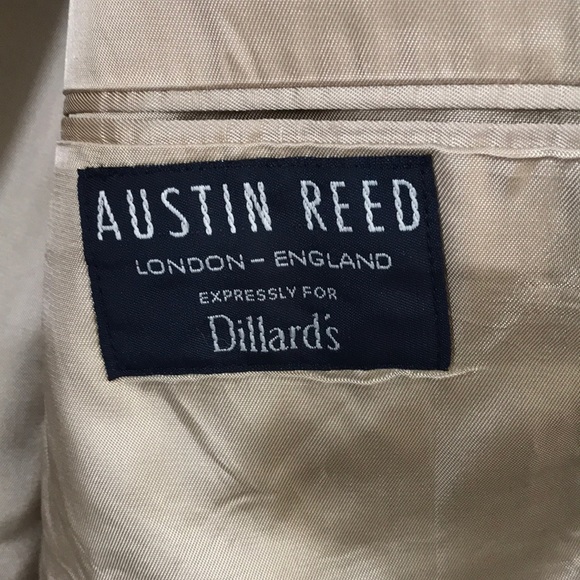 AUSTIN REED
LONDON – ENGLAND
EXPRESSLY FOR
Dillard's